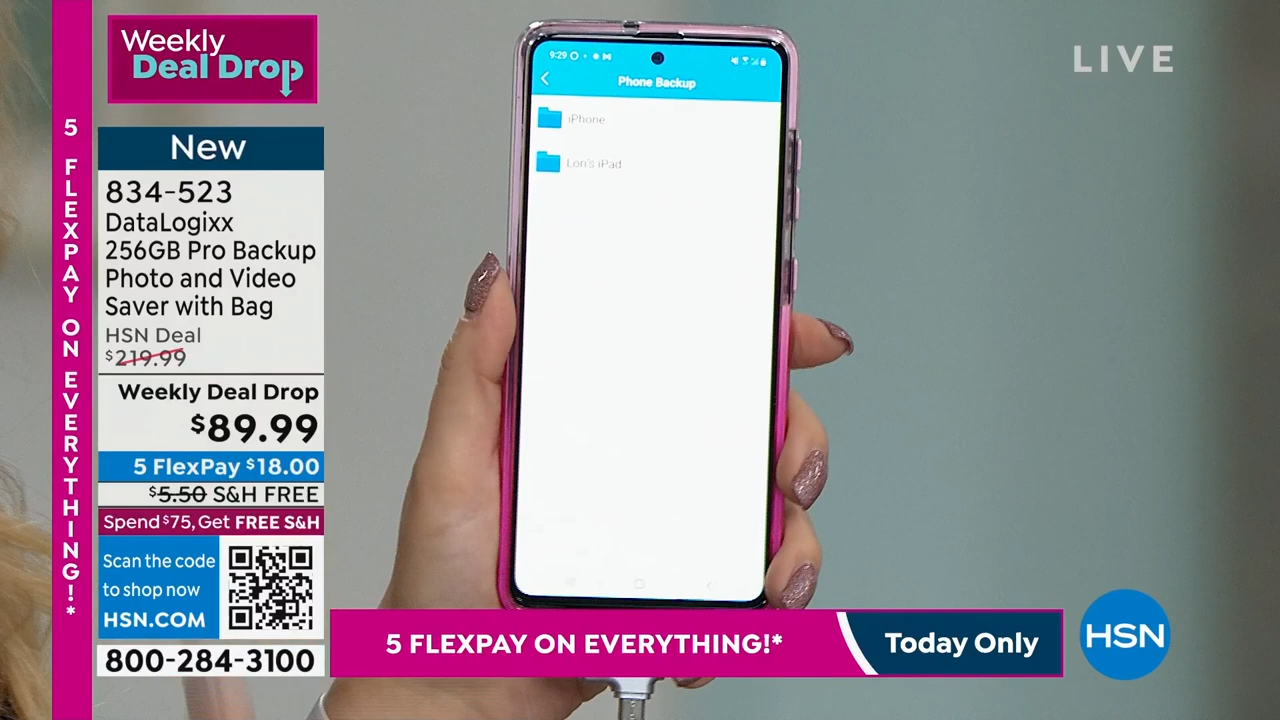 Weekly
Deal Drop
5 FLEXPAY ON EVERYTHING!*
New
834-523
DataLogixx
256GB Pro Backup
Photo and Video
Saver with Bag
HSN Deal
$219.99
Weekly Deal Drop
$89.99
5 FlexPay $18.00
$5.50 S&H FREE
Spend $75, Get FREE S&H
Scan the code
to shop now
HSN.COM
800-284-3100
9:29
Phone Backup
iPhone
Lori's iPad
LIVE
5 FLEXPAY ON EVERYTHING!*
Today Only
HSN